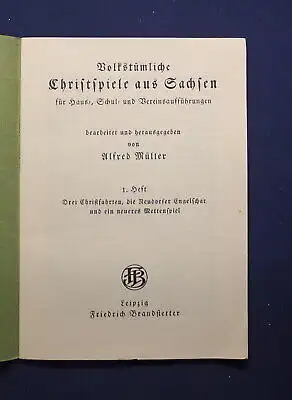 Volkstümliche
Christspiele aus Sachsen
für Haus-, Schul- und Vereinsaufführungen
bearbeitet und herausgegeben
von
Alfred Müller
1. Heft
Drei Christfahrten, die Neudorfer Engelschar
und ein neueres Mettenspiel
FB
Leipzig
Friedrich Brandstetter